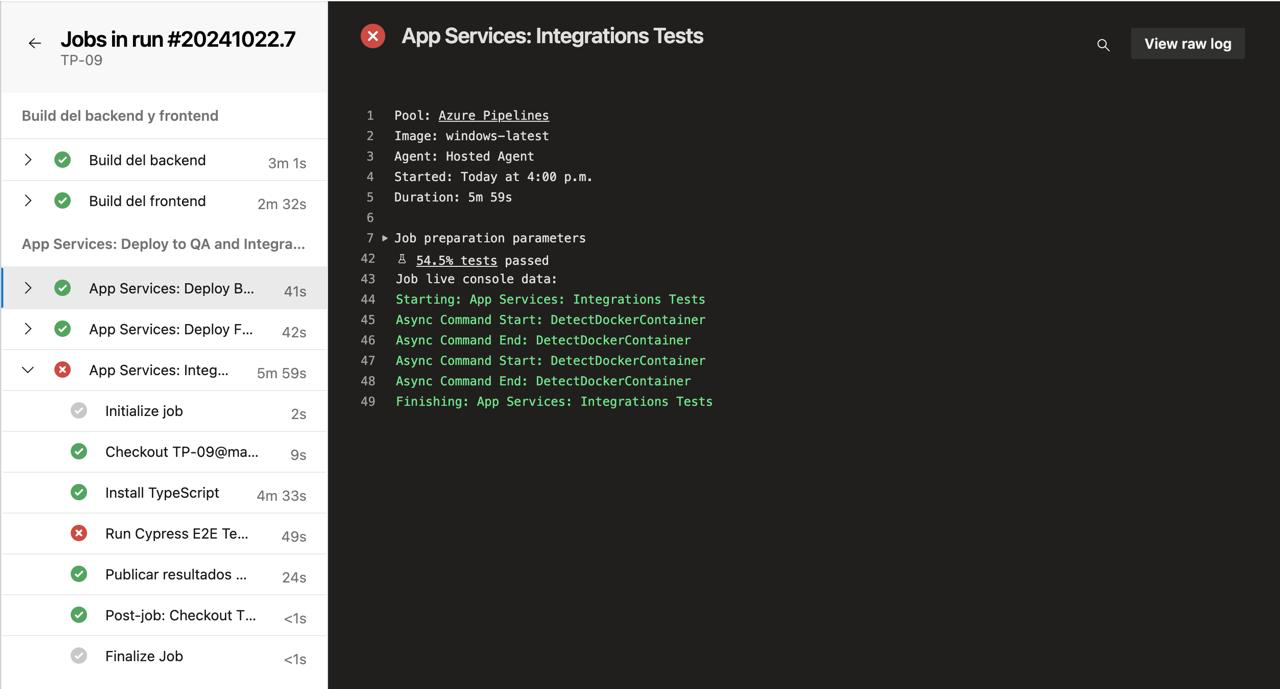 Jobs in run #20241022.7
TP-09
Build del backend y frontend
Build del backend 3m 1s
Build del frontend 2m 32s
App Services: Deploy to QA and Integra...
App Services: Deploy B... 41s
App Services: Deploy F... 42s
App Services: Integ... 5m 59s
Initialize job 2s
Checkout TP-09@ma... 9s
Install TypeScript 4m 33s
Run Cypress E2E Te... 49s
Publicar resultados ... 24s
Post-job: Checkout T... <1s
Finalize Job <1s
App Services: Integrations Tests
View raw log
1 Pool: Azure Pipelines
2 Image: windows-latest
3 Agent: Hosted Agent
4 Started: Today at 4:00 p.m.
5 Duration: 5m 59s
6
7 Job preparation parameters
42 54.5% tests passed
43 Job live console data:
44 Starting: App Services: Integrations Tests
45 Async Command Start: DetectDockerContainer
46 Async Command End: DetectDockerContainer
47 Async Command Start: DetectDockerContainer
48 Async Command End: DetectDockerContainer
49 Finishing: App Services: Integrations Tests